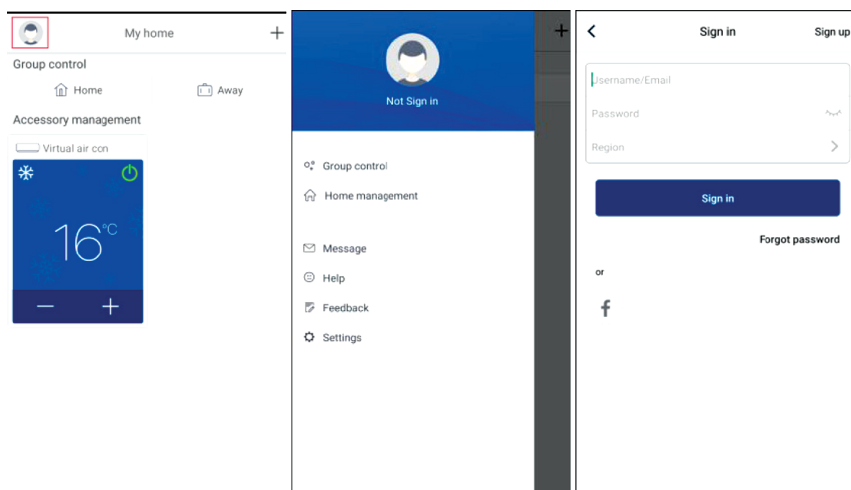 My home
+
Group control
Home
Away
Accessory management
Virtual air con
16°C
— +
+
Not Sign in
Group control
Home management
Message
Help
Feedback
Settings
Sign in
Sign up
Username/Email
Password
Region
Sign in
Forgot password
or
f